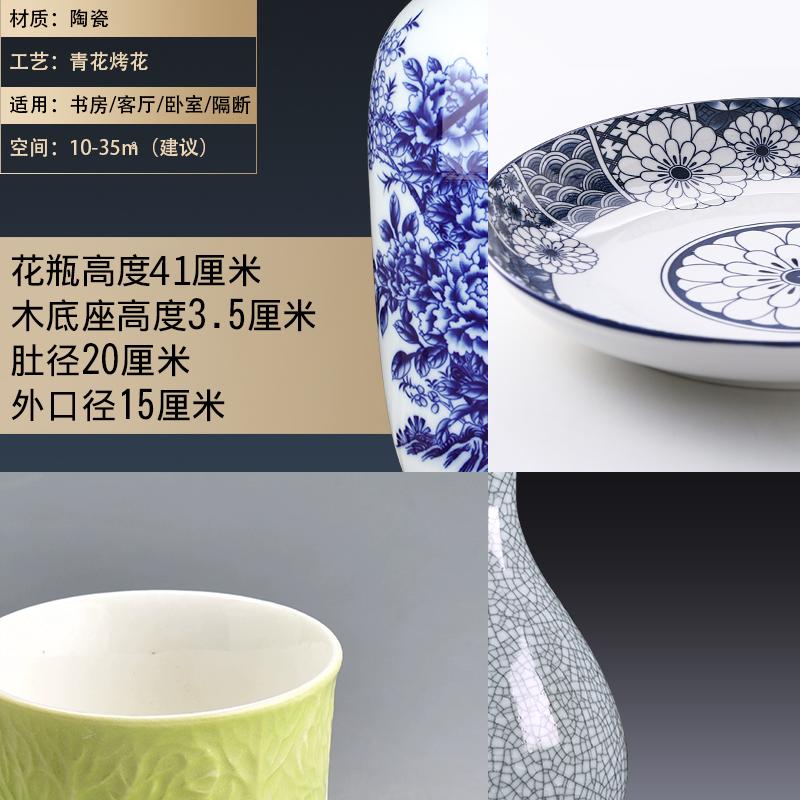 材质：陶瓷
工艺：青花烤花
适用：书房/客厅/卧室/隔断
空间：10-35㎡（建议）
花瓶高度41厘米
木底座高度3.5厘米
肚径20厘米
外口径15厘米